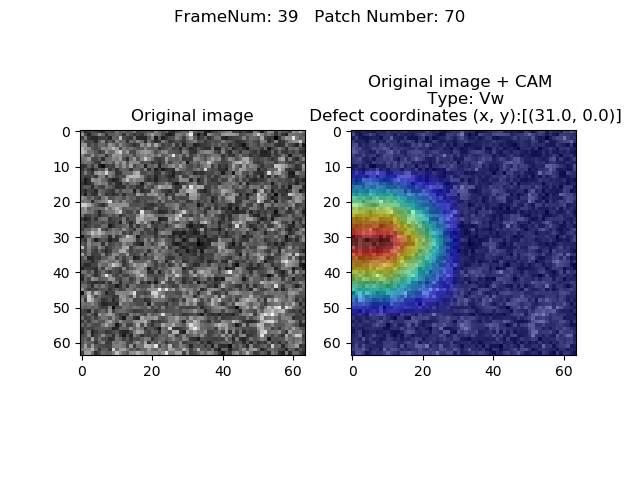 FrameNum: 39   Patch Number: 70
Original image
Original image + CAM
Type: Vw
Defect coordinates (x, y):[(31.0, 0.0)]
0
10
20
30
40
50
60
0 20 40 60
0
10
20
30
40
50
60
0 20 40 60